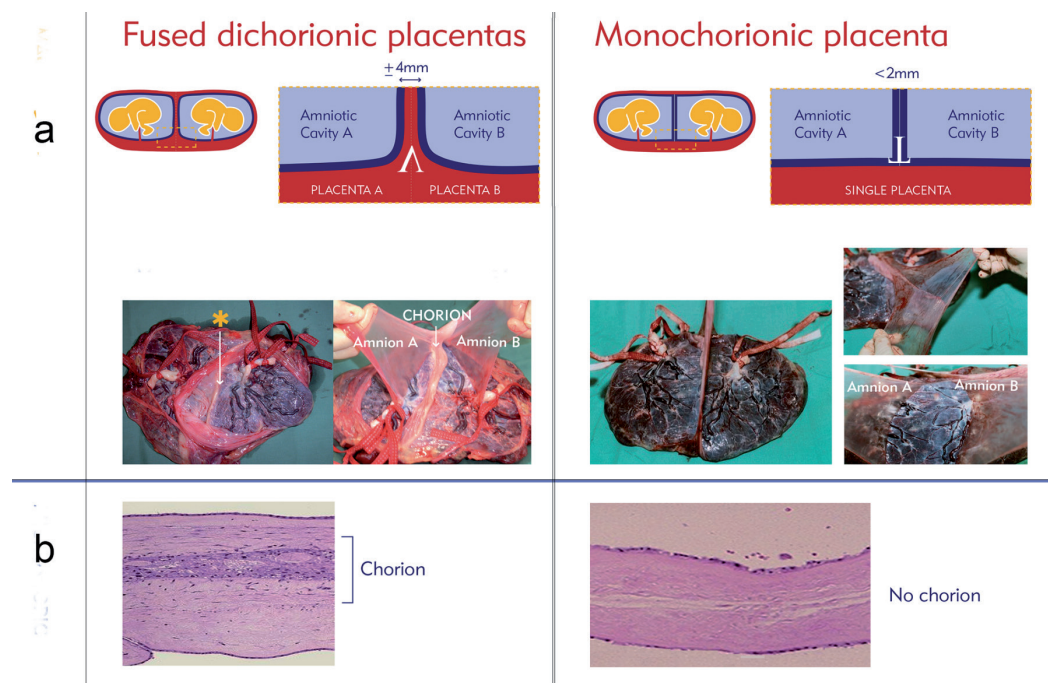 Fused dichorionic placentas
Monochorionic placenta
±4mm
<2mm
a
Amniotic
Cavity A
Amniotic
Cavity B
V
PLACENTA A
PLACENTA B
Amniotic
Cavity A
Amniotic
Cavity B
T
SINGLE PLACENTA
*
CHORION
Amnion A
Amnion B
Amnion A
Amnion B
b
Chorion
No chorion